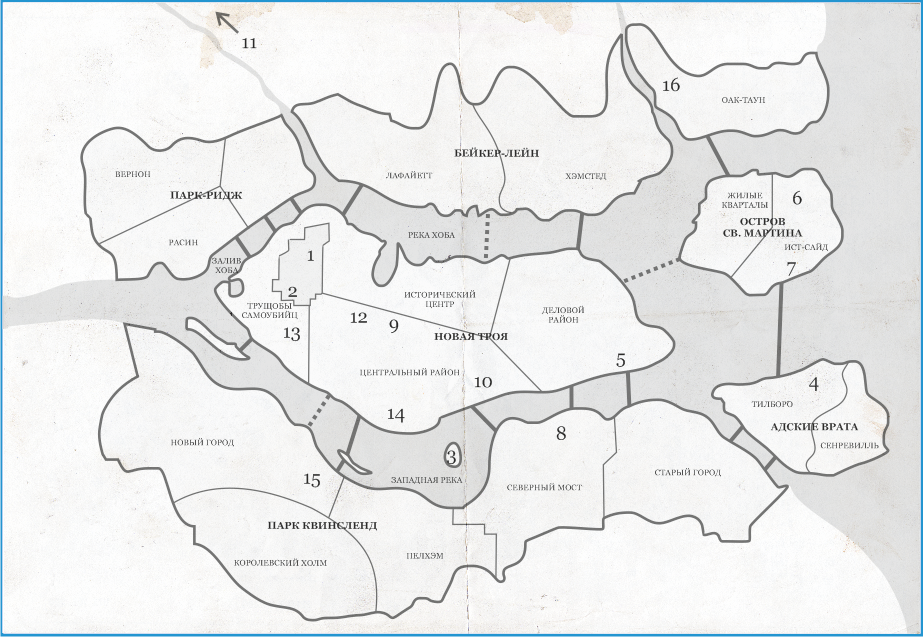 11
16
ОАК-ТАУН
БЕЙКЕР-ЛЕЙН
ЛАФАЙЕТТ
ХЭМСТЕД
ВЕРНОН
ПАРК-РИДЖ
РАСИН
ЖИЛЫЕ
КВАРТАЛЫ
6
ОСТРОВ
СВ. МАРТИНА
ИСТ-САЙД
7
РЕКА ХОБА
ЗАЛИВ
ХОБА
1
2
ТРУЩОБЫ
САМОУБИЙЦ
13
ИСТОРИЧЕСКИЙ
ЦЕНТР
12
9
НОВАЯ ТРОЯ
ДЕЛОВОЙ
РАЙОН
ЦЕНТРАЛЬНЫЙ РАЙОН
10
5
14
4
ТИЛБОРО
АДСКИЕ ВРАТА
СЕНРЕВИЛЛЬ
НОВЫЙ ГОРОД
3
8
15
ЗАПАДНАЯ РЕКА
СЕВЕРНЫЙ МОСТ
СТАРЫЙ ГОРОД
ПАРК КВИНСЛЕНД
КОРОЛЕВСКИЙ ХОЛМ
ПЕЛХЭМ